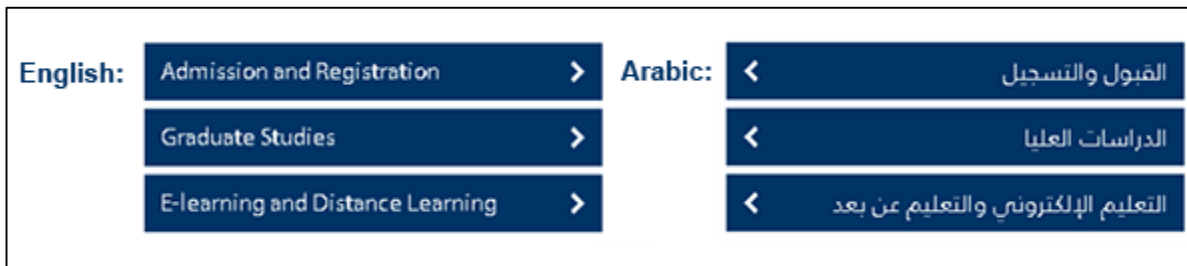 English:
Admission and Registration
Graduate Studies
E-learning and Distance Learning
Arabic:
القبول والتسجيل
الدراسات العليا
التعليم الإلكتروني والتعليم عن بعد